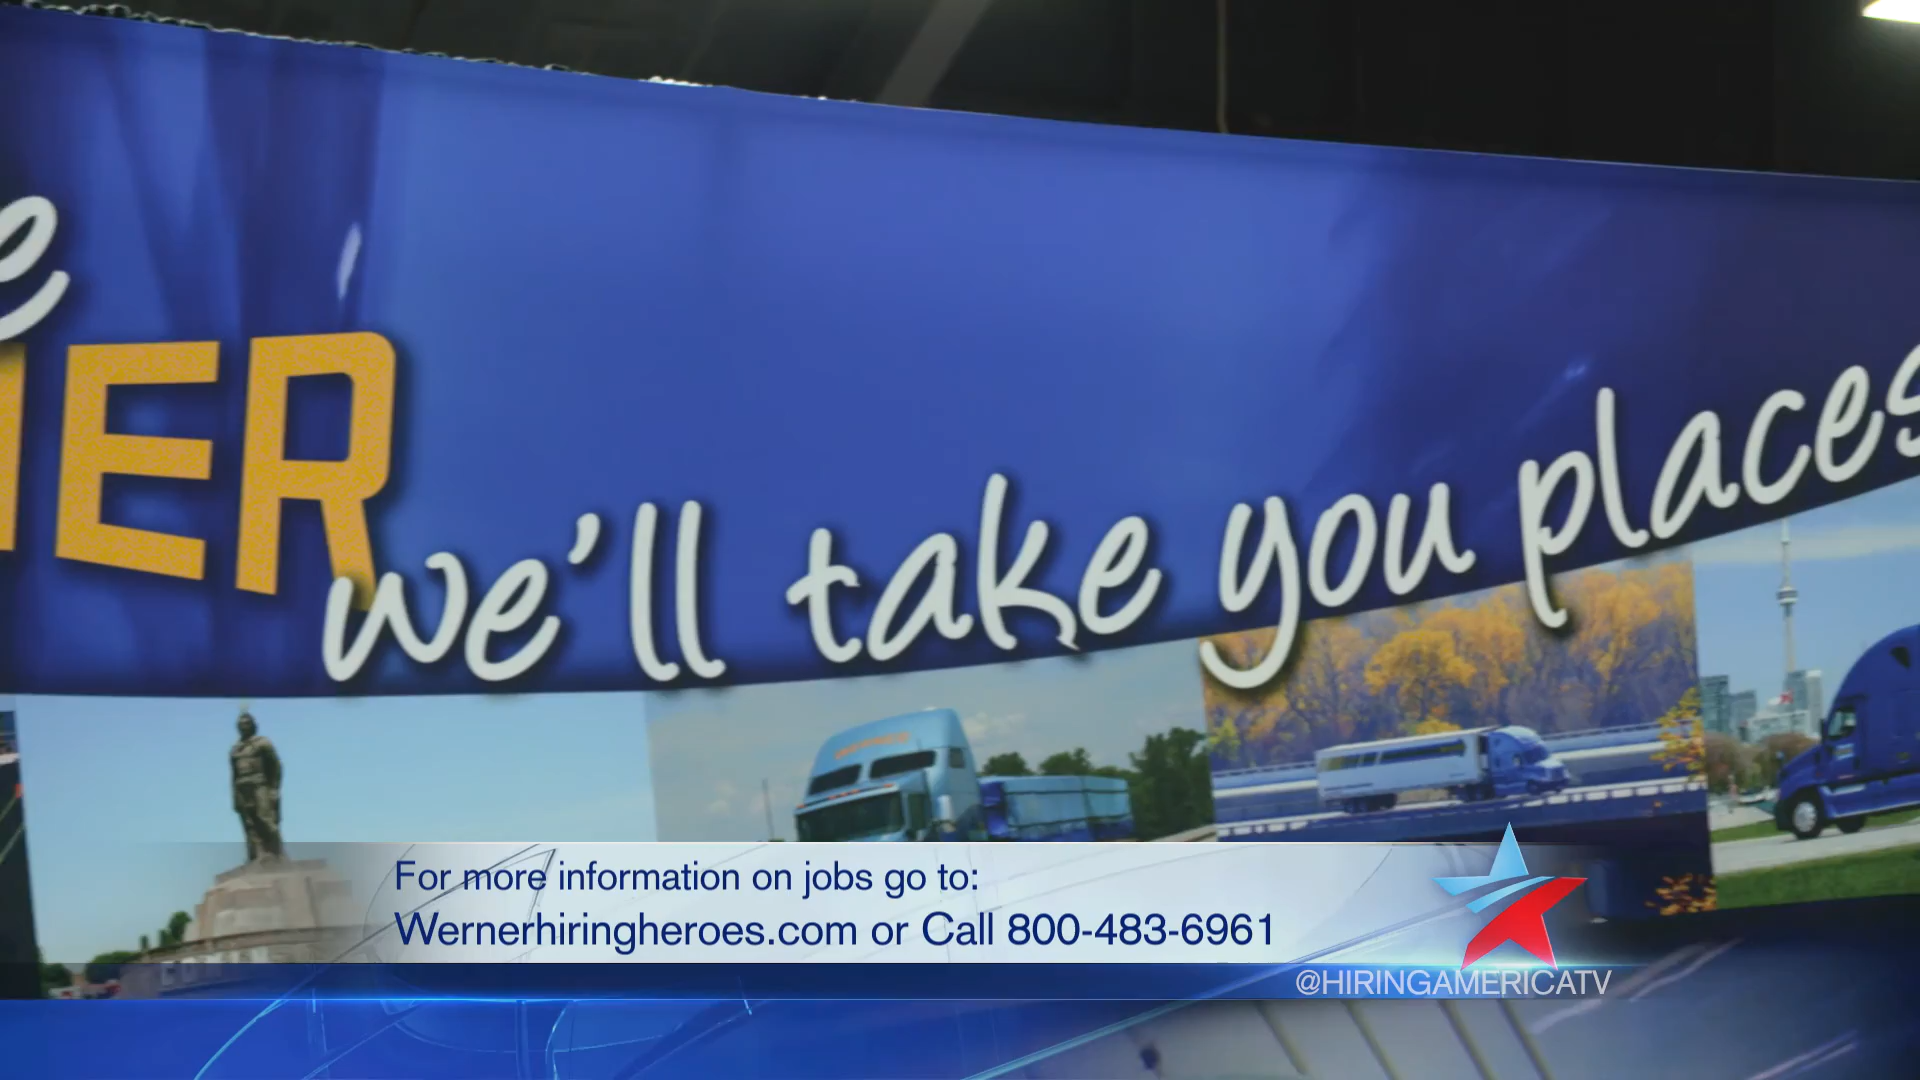 e
NER
we'll take you places
For more information on jobs go to:
Wernerhiringheroes.com or Call 800-483-6961
@HIRINGAMERICATV